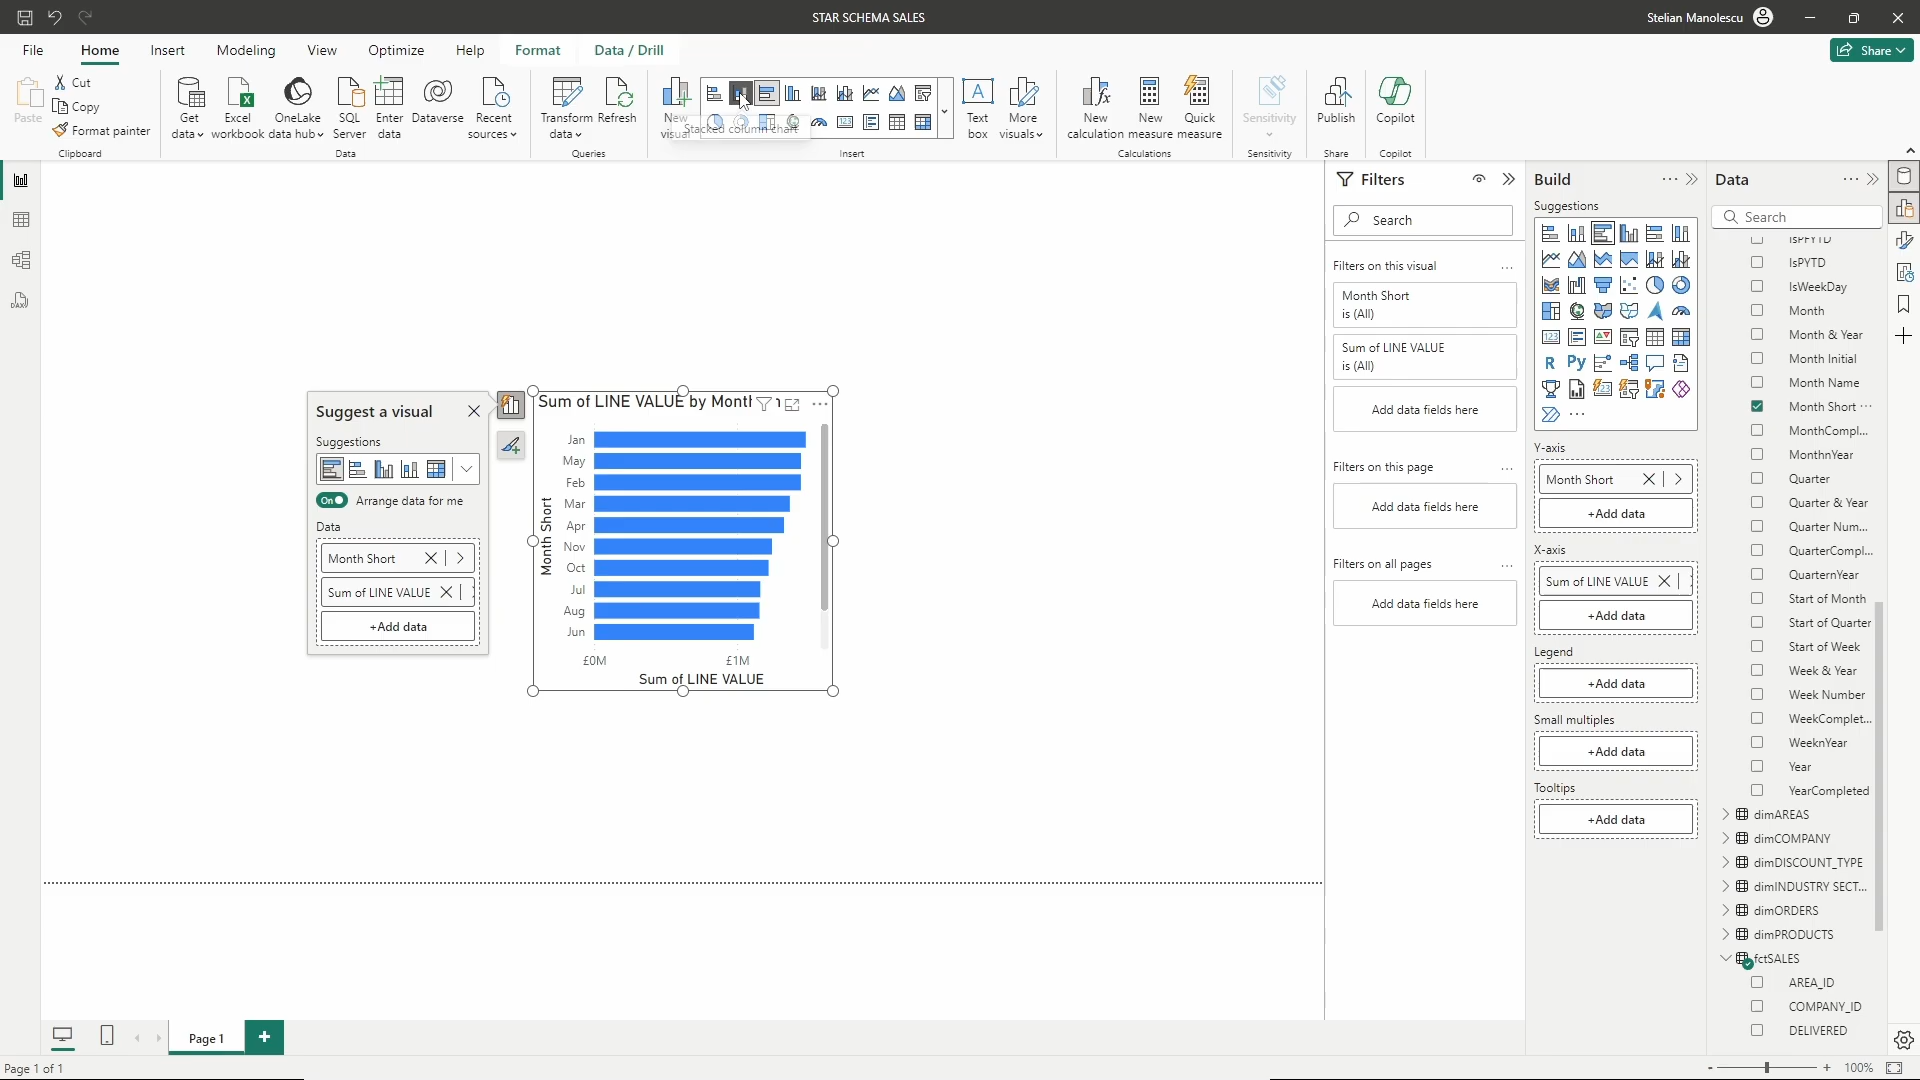 STAR SCHEMA SALES
Stelian Manolescu
File
Home
Insert
Modeling
View
Optimize
Help
Format
Data / Drill
Share
Paste
Cut
Copy
Format painter
Clipboard
Get data
Excel workbook
OneLake data hub
SQL Server
Enter data
Dataverse
Recent sources
Data
Transform data
Refresh
Queries
New visual
Stacked column chart
Text box
More visuals
Insert
New calculation
New measure
Quick measure
Calculations
Sensitivity
Sensitivity
Publish
Share
Copilot
Copilot
Suggest a visual
Suggestions
On
Arrange data for me
Data
Month Short
Sum of LINE VALUE
+Add data
Sum of LINE VALUE by Month
Month Short
Jan
May
Feb
Mar
Apr
Nov
Oct
Jul
Aug
Jun
£0M
£1M
Sum of LINE VALUE
Filters
Search
Filters on this visual
Month Short
is (All)
Sum of LINE VALUE
is (All)
Add data fields here
Filters on this page
Add data fields here
Filters on all pages
Add data fields here
Build
Suggestions
123
R
Py
Y-axis
Month Short
+Add data
X-axis
Sum of LINE VALUE
+Add data
Legend
+Add data
Small multiples
+Add data
Tooltips
+Add data
Data
Search
IsPFYTD
IsPYTD
IsWeekDay
Month
Month & Year
Month Initial
Month Name
Month Short
MonthCompl...
MonthnYear
Quarter
Quarter & Year
Quarter Num...
QuarterCompl...
QuarternYear
Start of Month
Start of Quarter
Start of Week
Week & Year
Week Number
WeekComplet...
WeeknYear
Year
YearCompleted
dimAREAS
dimCOMPANY
dimDISCOUNT_TYPE
dimINDUSTRY SECT...
dimORDERS
dimPRODUCTS
fctSALES
AREA_ID
COMPANY_ID
DELIVERED
Page 1
Page 1 of 1
100%